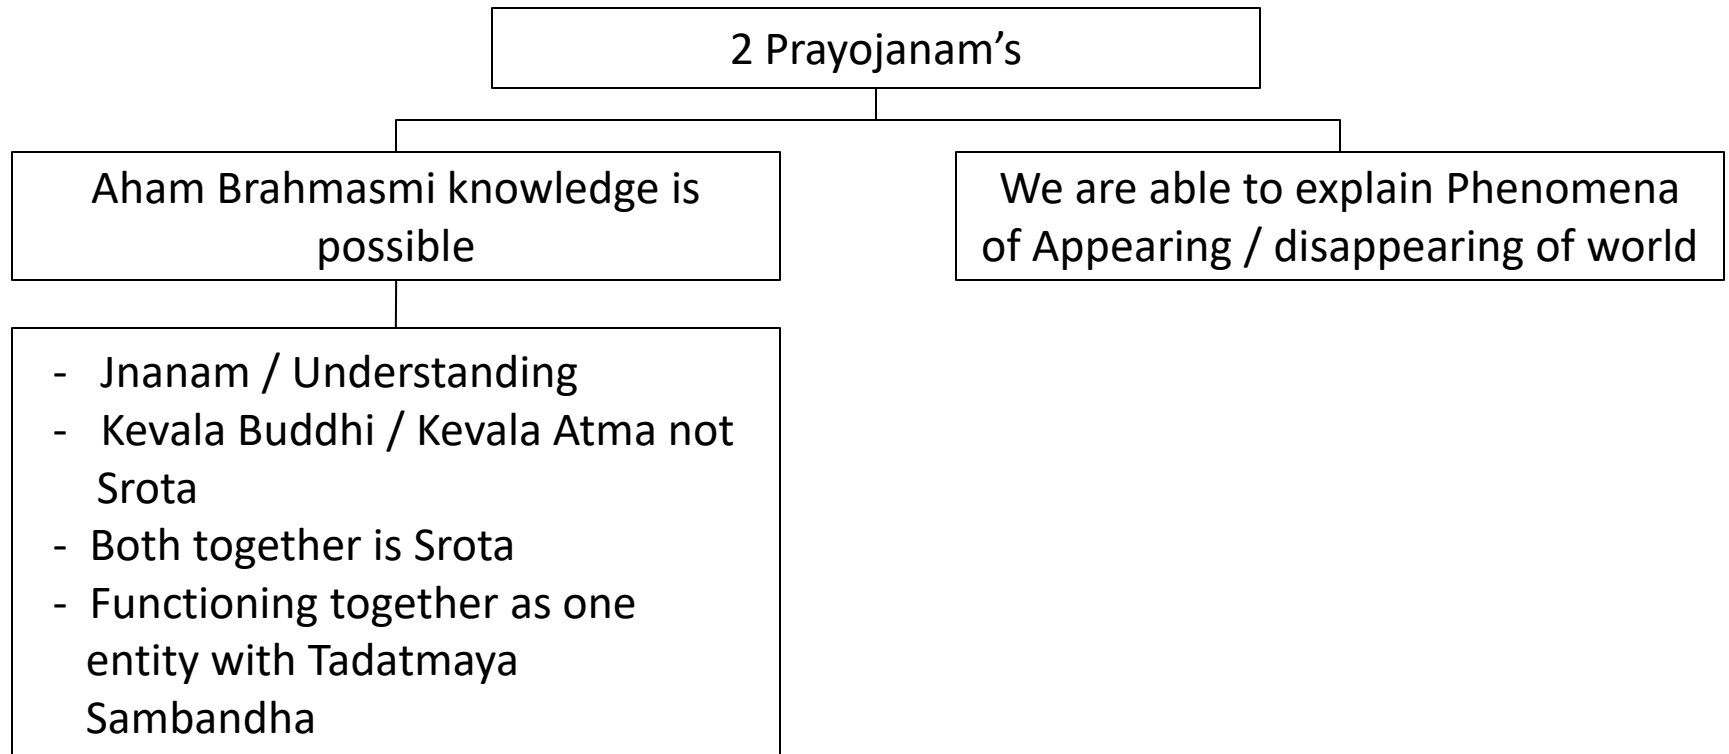 2 Prayojanam’s
Aham Brahmasmi knowledge is
possible
We are able to explain Phenomena
of Appearing / disappearing of world
- Jnanam / Understanding
- Kevala Buddhi / Kevala Atma not
Srota
- Both together is Srota
- Functioning together as one
entity with Tadatmaya
Sambandha